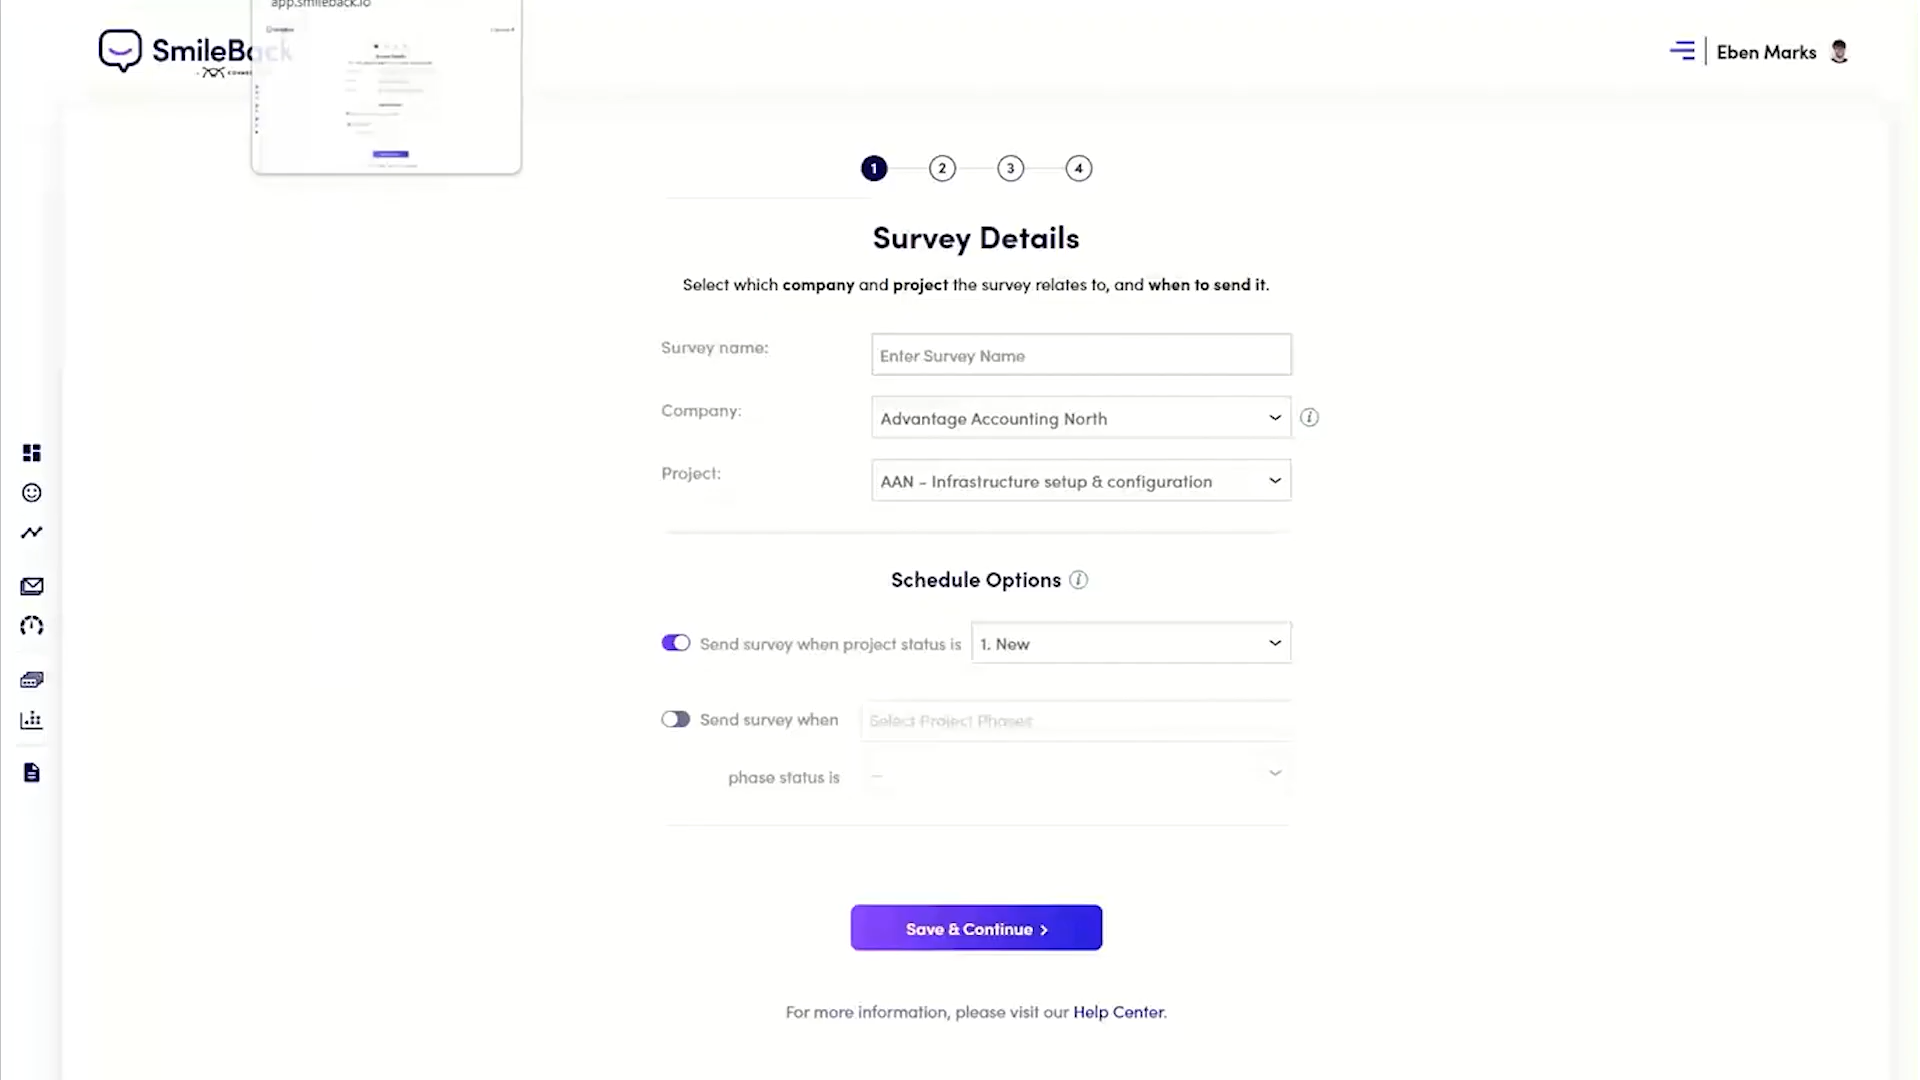 app.smileback.io
SmileBack
Eben Marks
1 2 3 4
Survey Details
Select which company and project the survey relates to, and when to send it.
Survey name:
Enter Survey Name
Company:
Advantage Accounting North
Project:
AAN - Infrastructure setup & configuration
Schedule Options
Send survey when project status is
1. New
Send survey when
Select Project Phases
phase status is
--
Save & Continue >
For more information, please visit our Help Center.